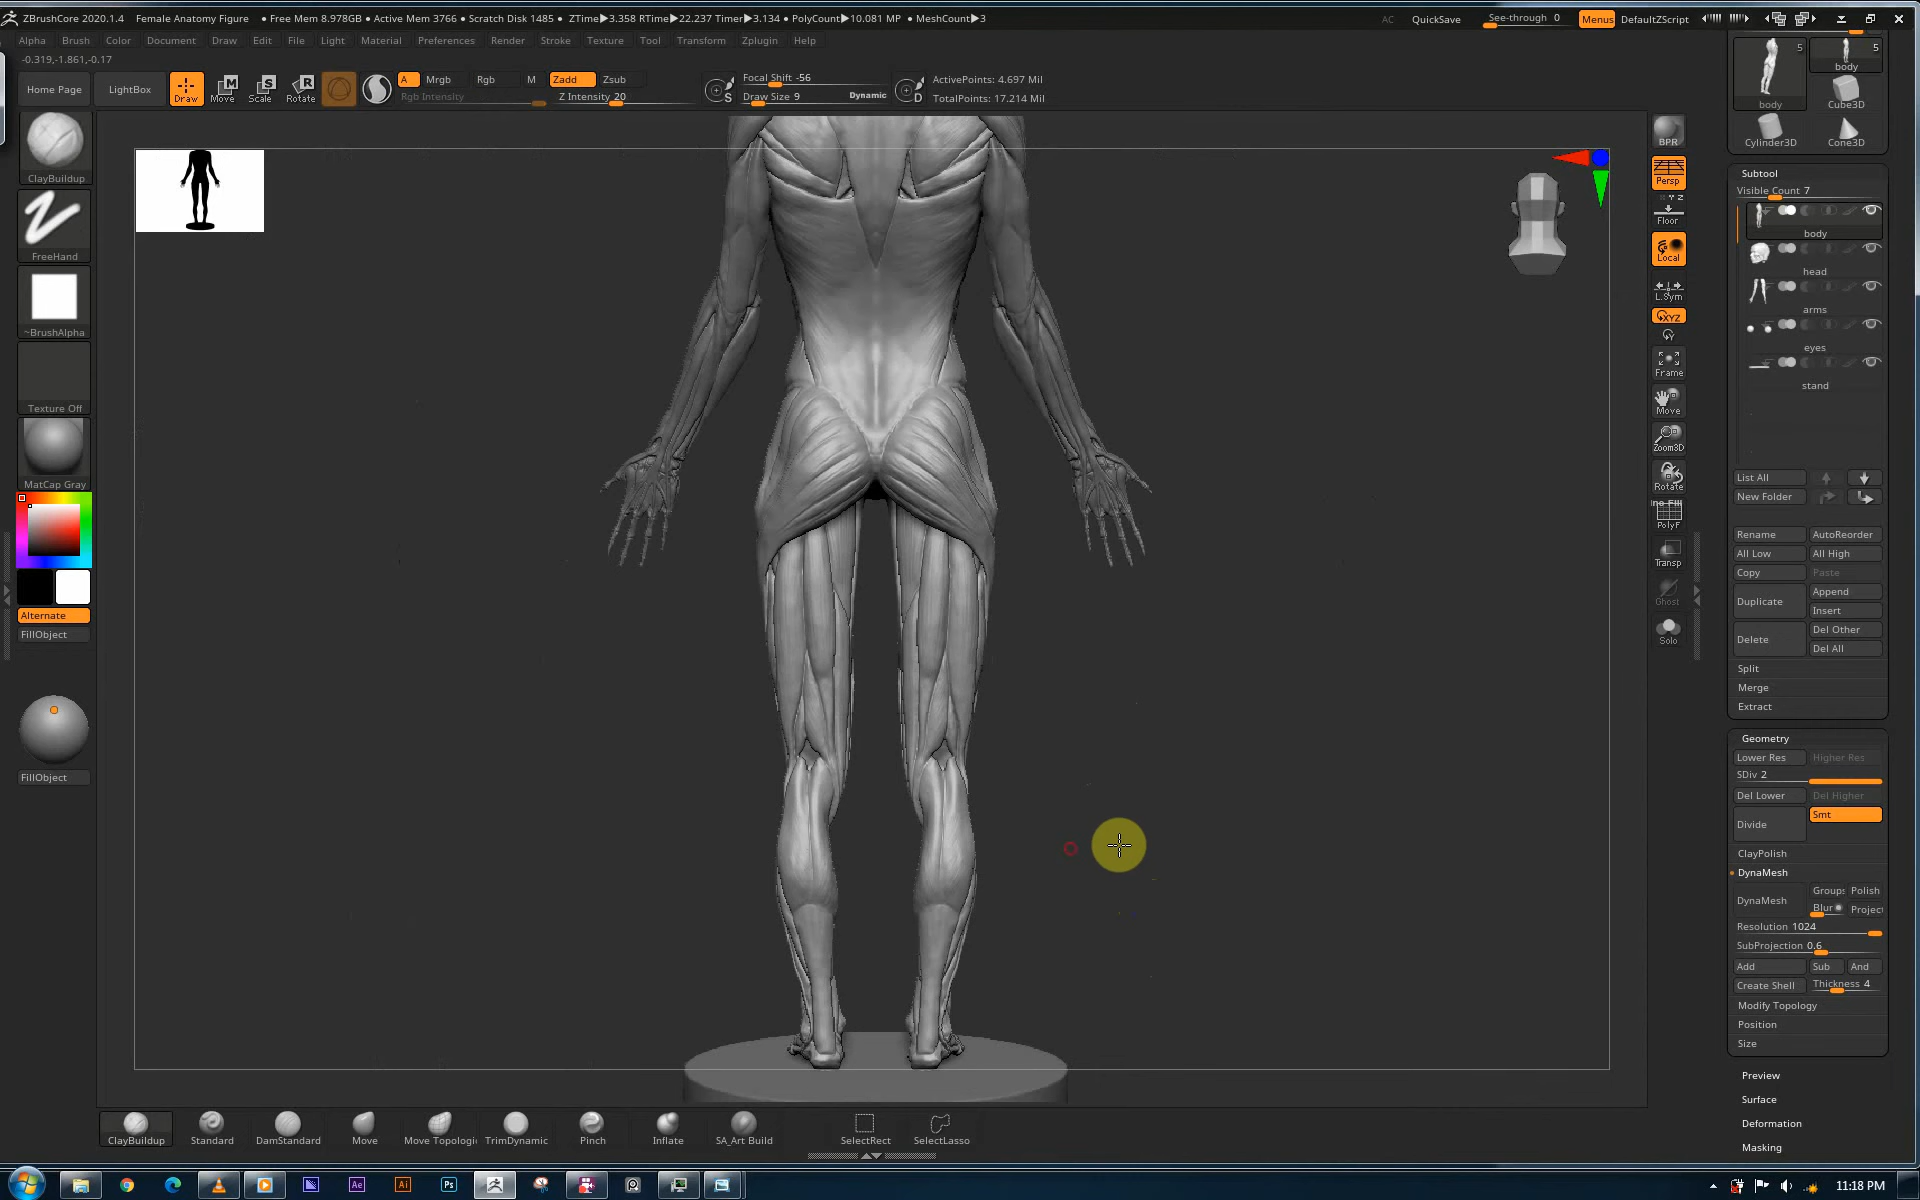 ZBrushCore 2020.1.4 Female Anatomy Figure • Free Mem 8.978GB • Active Mem 3766 • Scratch Disk 1485 • ZTime▶3.358 RTime▶22.237 Timer▶3.134 • PolyCount▶10.081 MP • MeshCount▶3 AC QuickSave See-through 0 Menus DefaultZScript
Alpha Brush Color Document Draw Edit File Light Material Preferences Render Stroke Texture Tool Transform Zplugin Help
-0.319,-1.861,-0.17
Home Page LightBox Draw Move Scale Rotate A Mrgb Rgb M Zadd Zsub
Rgb Intensity Z Intensity 20
S Focal Shift -56
Draw Size 9 Dynamic
D ActivePoints: 4.697 Mil
TotalPoints: 17.214 Mil
ClayBuildup
FreeHand
~BrushAlpha
Texture Off
MatCap Gray
Alternate
FillObject
FillObject
BPR
Persp
Floor
Local
L.Sym
XYZ
Frame
Move
Zoom3D
Rotate
PolyF
Transp
Ghost
Solo
5 5
body
body Cube3D
Cylinder3D Cone3D
Subtool
Visible Count 7
body
head
arms
eyes
stand
List All
New Folder
Rename AutoReorder
All Low All High
Copy Paste
Duplicate Append
Insert
Delete Del Other
Del All
Split
Merge
Extract
Geometry
Lower Res Higher Res
SDiv 2
Del Lower Del Higher
Divide Smt
ClayPolish
DynaMesh
DynaMesh Groups Polish
Blur Project
Resolution 1024
SubProjection 0.6
Add Sub And
Create Shell Thickness 4
Modify Topology
Position
Size
Preview
Surface
Deformation
Masking
ClayBuildup Standard DamStandard Move Move Topologi TrimDynamic Pinch Inflate SA_Art Build SelectRect SelectLasso
Ae Ai Ps 11:18 PM